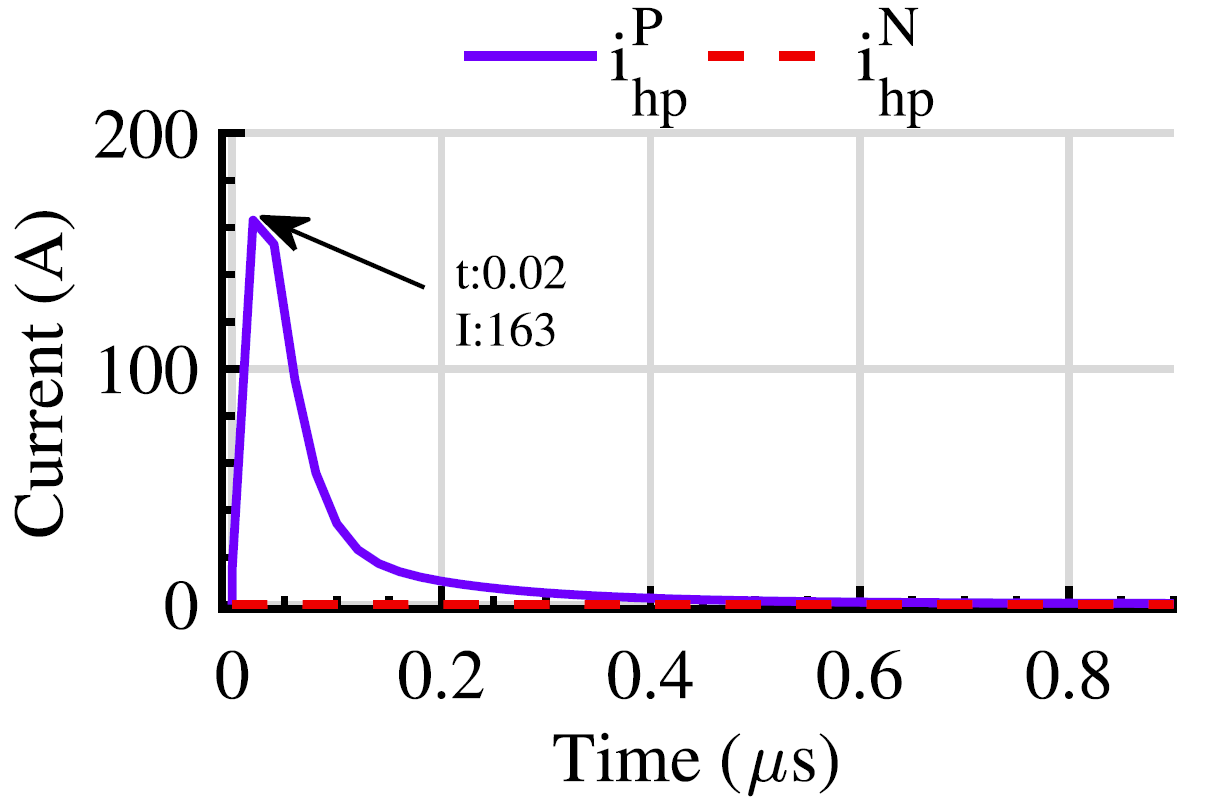 i_hp^P i_hp^N
200
100
0
Current (A)
t:0.02
I:163
0 0.2 0.4 0.6 0.8
Time (μs)